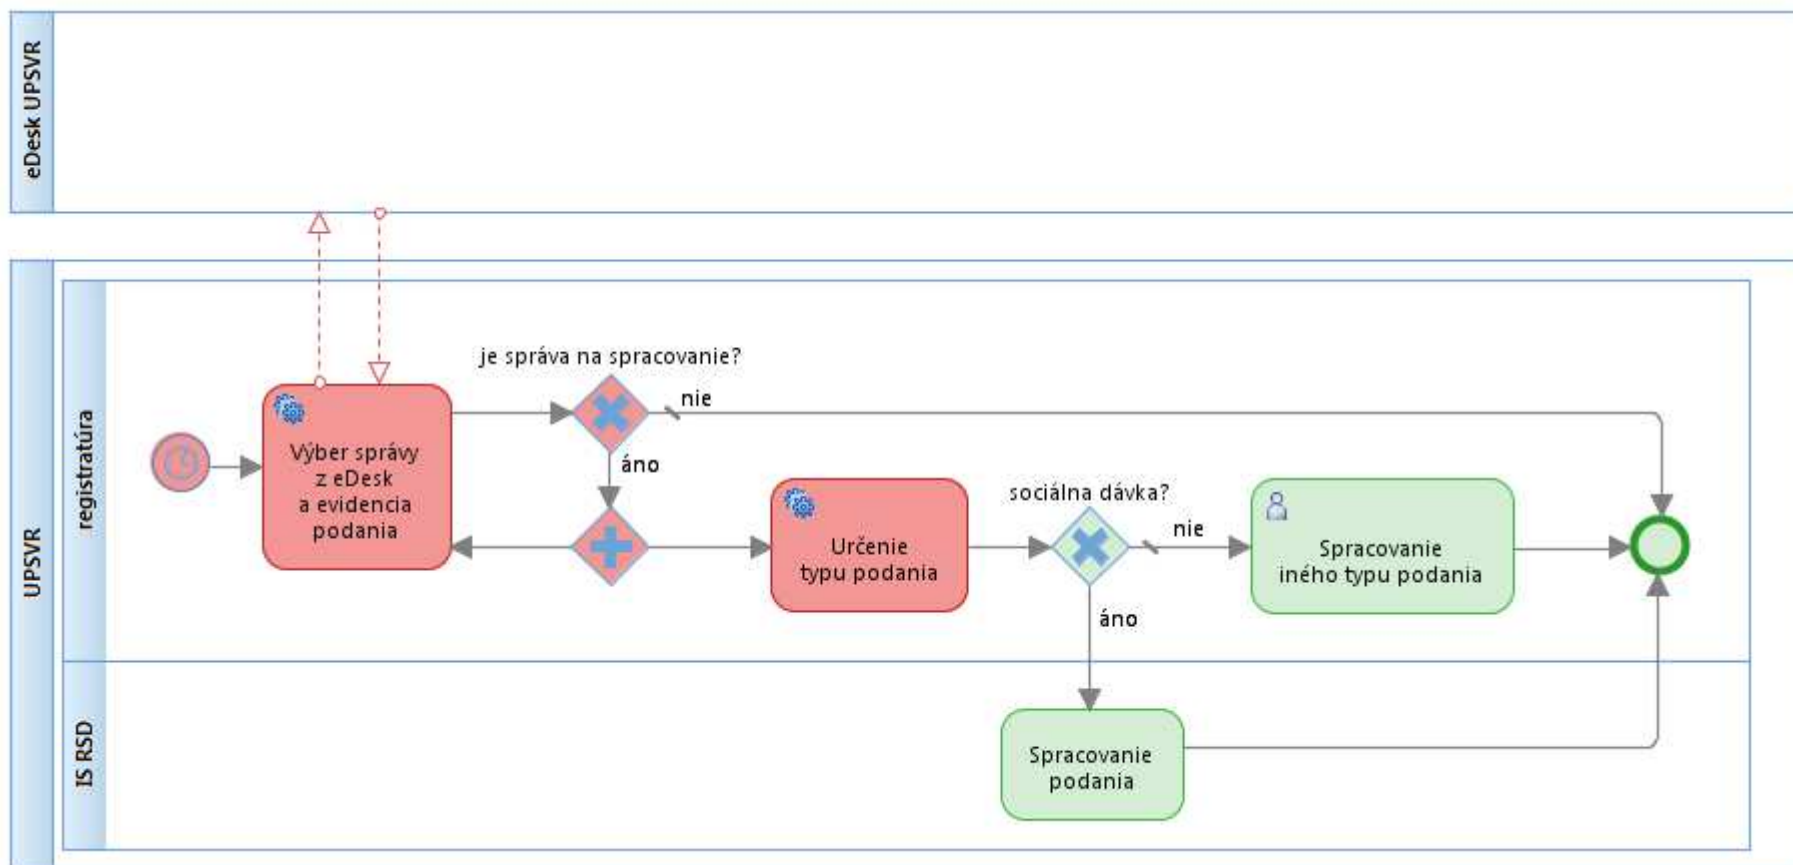 eDesk UPSVR
UPSVR
registratúra
je správa na spracovanie?
nie
Výber správy
z eDesk
a evidencia
podania
áno
Určenie
typu podania
sociálna dávka?
nie
Spracovanie
iného typu podania
áno
IS RSD
Spracovanie
podania